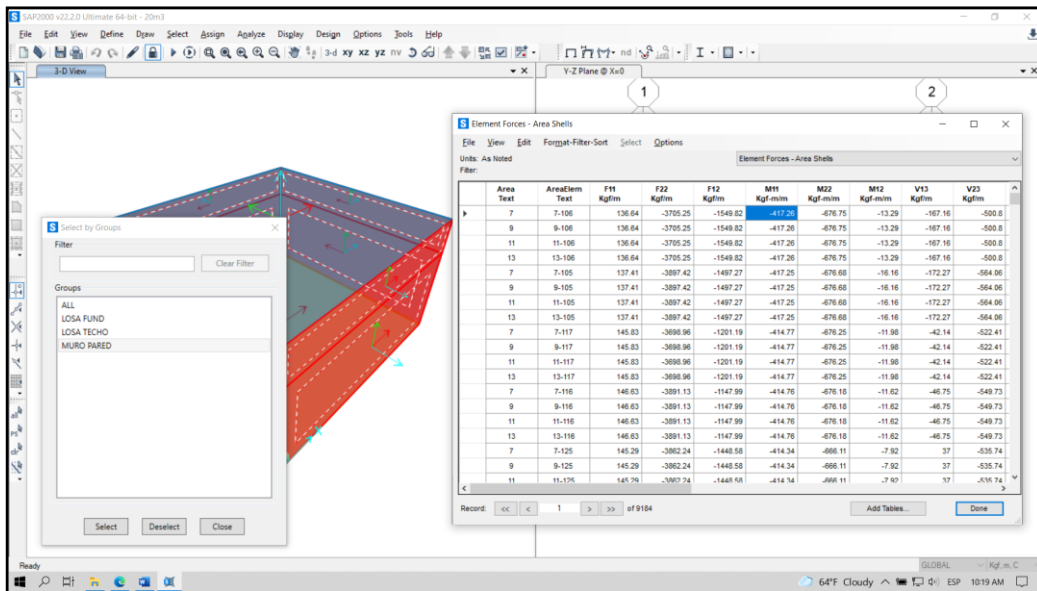 SAP2000 v22.2.0 Ultimate 64-bit - 20m3
File Edit View Define Draw Select Assign Analyze Display Design Options Tools Help
3-d xy xz yz nv nd
3-D View
Y-Z Plane @ X=0
1 2
Select by Groups
Filter
Clear Filter
Groups
ALL
LOSA FUND
LOSA TECHO
MURO PARED
Select Deselect Close
Element Forces - Area Shells
File View Edit Format-Filter-Sort Select Options
Units: As Noted Element Forces - Area Shells
Filter:
Area AreaElem F11 F22 F12 M11 M22 M12 V13 V23
Text Text Kgf/m Kgf/m Kgf/m Kgf-m/m Kgf-m/m Kgf-m/m Kgf/m Kgf/m
7 7-106 136.64 -3705.25 -1549.82 -417.26 -676.75 -13.29 -167.16 -500.8
9 9-106 136.64 -3705.25 -1549.82 -417.26 -676.75 -13.29 -167.16 -500.8
11 11-106 136.64 -3705.25 -1549.82 -417.26 -676.75 -13.29 -167.16 -500.8
13 13-106 136.64 -3705.25 -1549.82 -417.26 -676.75 -13.29 -167.16 -500.8
7 7-105 137.41 -3897.42 -1497.27 -417.25 -676.68 -16.16 -172.27 -564.06
9 9-105 137.41 -3897.42 -1497.27 -417.25 -676.68 -16.16 -172.27 -564.06
11 11-105 137.41 -3897.42 -1497.27 -417.25 -676.68 -16.16 -172.27 -564.06
13 13-105 137.41 -3897.42 -1497.27 -417.25 -676.68 -16.16 -172.27 -564.06
7 7-117 145.83 -3698.96 -1201.19 -414.77 -676.25 -11.98 -42.14 -522.41
9 9-117 145.83 -3698.96 -1201.19 -414.77 -676.25 -11.98 -42.14 -522.41
11 11-117 145.83 -3698.96 -1201.19 -414.77 -676.25 -11.98 -42.14 -522.41
13 13-117 145.83 -3698.96 -1201.19 -414.77 -676.25 -11.98 -42.14 -522.41
7 7-116 146.63 -3891.13 -1147.99 -414.76 -676.18 -11.62 -46.75 -549.73
9 9-116 146.63 -3891.13 -1147.99 -414.76 -676.18 -11.62 -46.75 -549.73
11 11-116 146.63 -3891.13 -1147.99 -414.76 -676.18 -11.62 -46.75 -549.73
13 13-116 146.63 -3891.13 -1147.99 -414.76 -676.18 -11.62 -46.75 -549.73
7 7-125 145.29 -3862.24 -1448.58 -414.34 -666.11 -7.92 37 -535.74
9 9-125 145.29 -3862.24 -1448.58 -414.34 -666.11 -7.92 37 -535.74
11 11-125 145.29 -3862.24 -1448.58 -414.34 -666.11 -7.92 37 -535.74
Record: << < 1 > >> of 9184 Add Tables... Done
Ready GLOBAL Kgf, m, C
64°F Cloudy ESP 10:19 AM